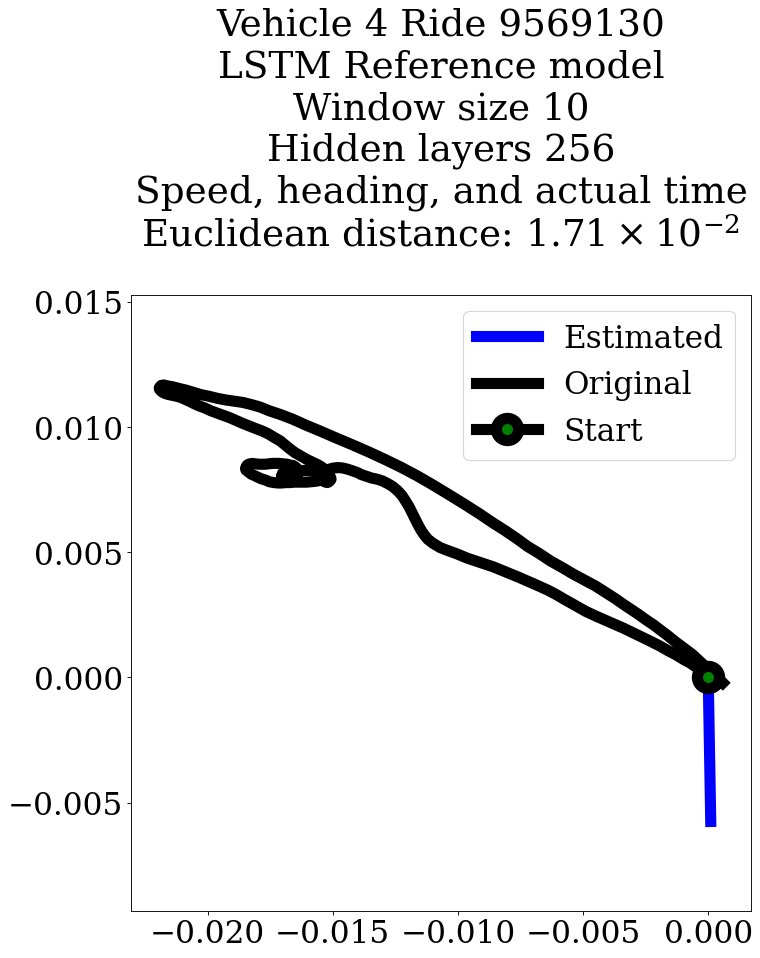 Vehicle 4 Ride 9569130
LSTM Reference model
Window size 10
Hidden layers 256
Speed, heading, and actual time
Euclidean distance: 1.71 × 10⁻²
0.015
0.010
0.005
0.000
−0.005
Estimated
Original
Start
−0.020 −0.015 −0.010 −0.005 0.000